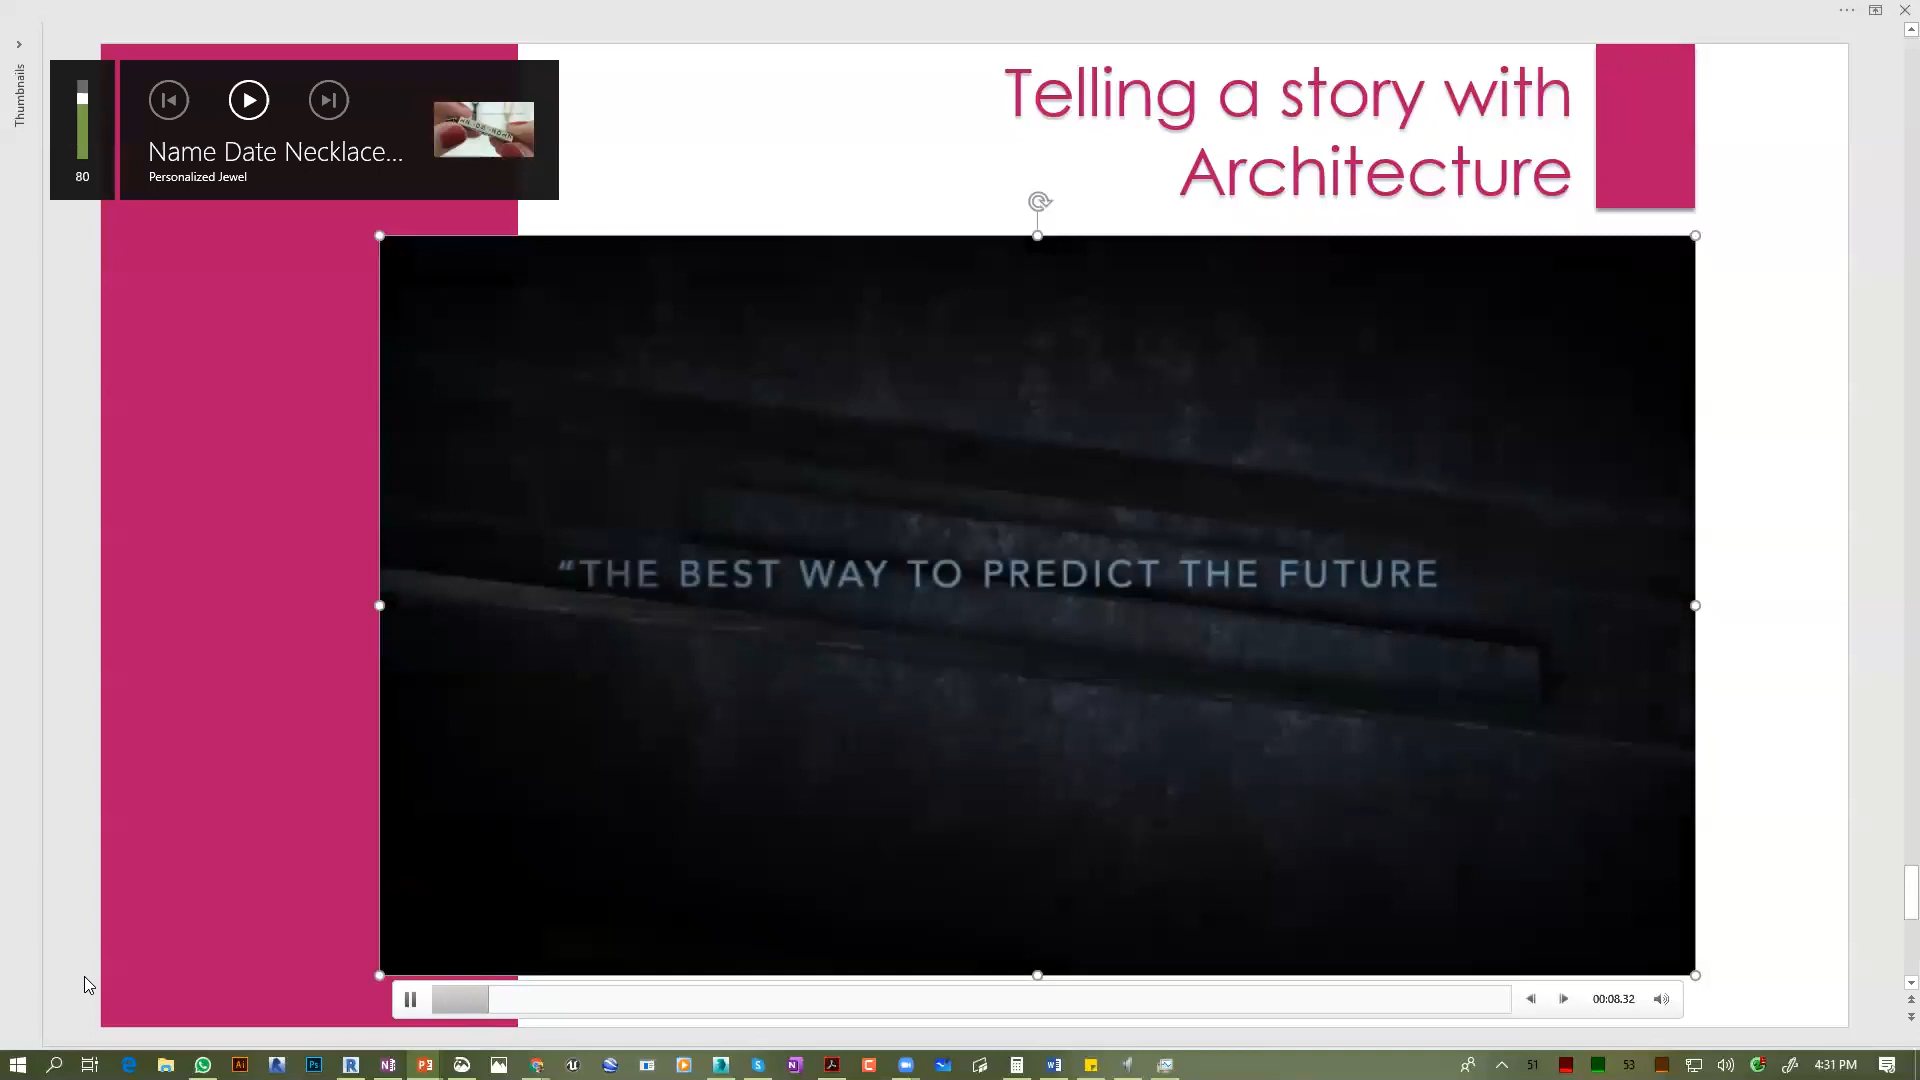 Thumbnails
80
Name Date Necklace...
Personalized Jewel
Telling a story with
Architecture
“THE BEST WAY TO PREDICT THE FUTURE
00:08.32
51
53
4:31 PM